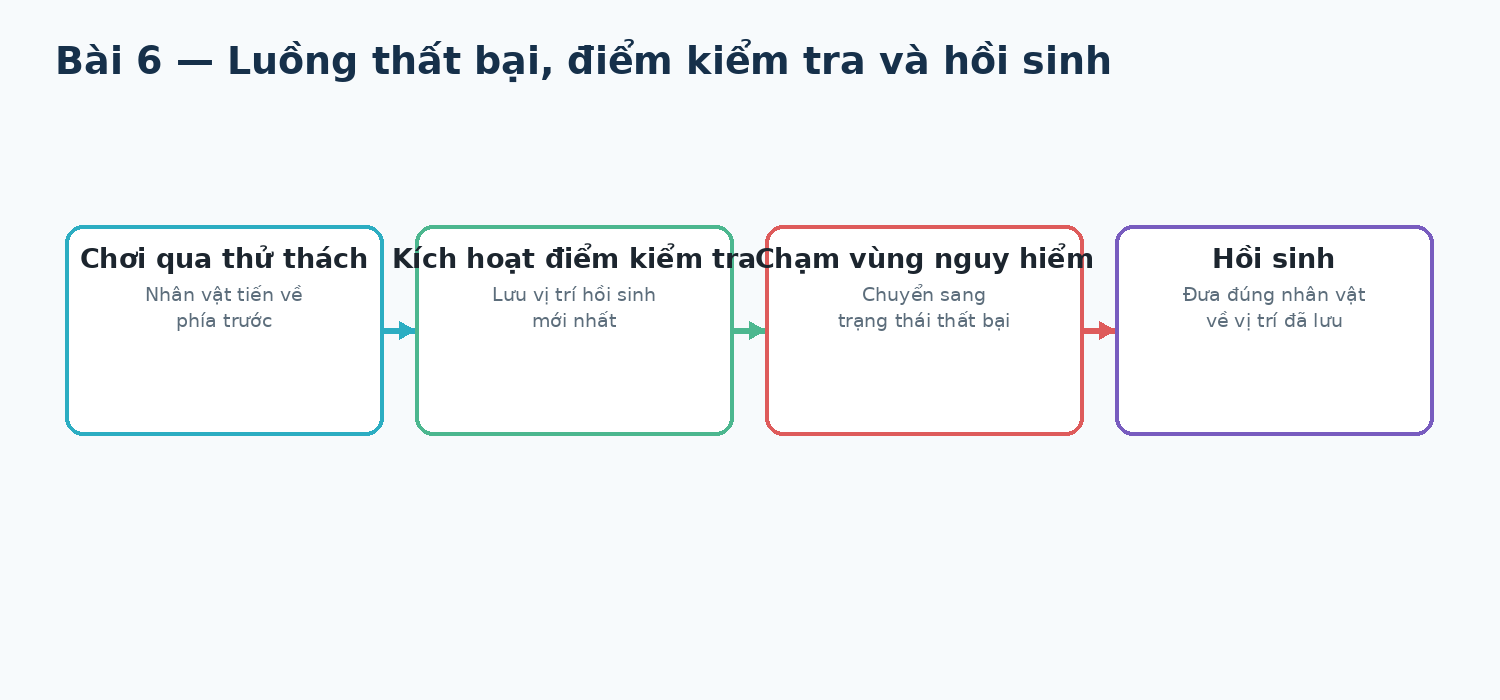 Bài 6 — Luồng thất bại, điểm kiểm tra và hồi sinh
Chơi qua thử thách
Nhân vật tiến về
phía trước
Kích hoạt điểm kiểm tra
Lưu vị trí hồi sinh
mới nhất
Chạm vùng nguy hiểm
Chuyển sang
trạng thái thất bại
Hồi sinh
Đưa đúng nhân vật
về vị trí đã lưu